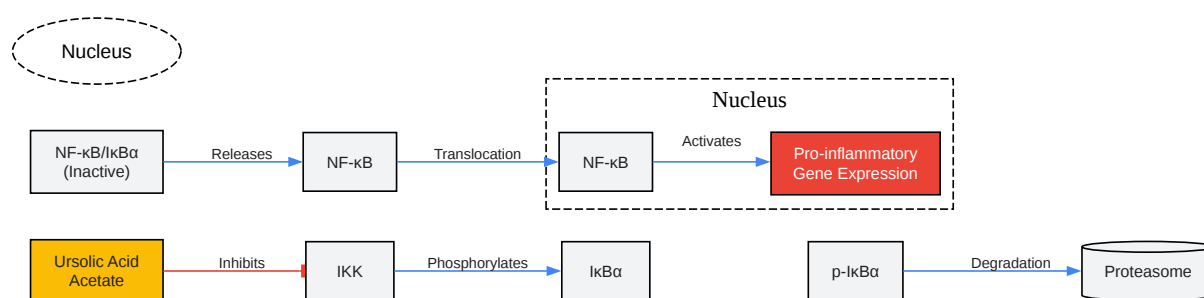 Nucleus
Nucleus
NF-κB/IκBα
(Inactive)
Releases
NF-κB
Translocation
NF-κB
Activates
Pro-inflammatory
Gene Expression
Ursolic Acid
Acetate
Inhibits
IKK
Phosphorylates
IκBα
p-IκBα
Degradation
Proteasome